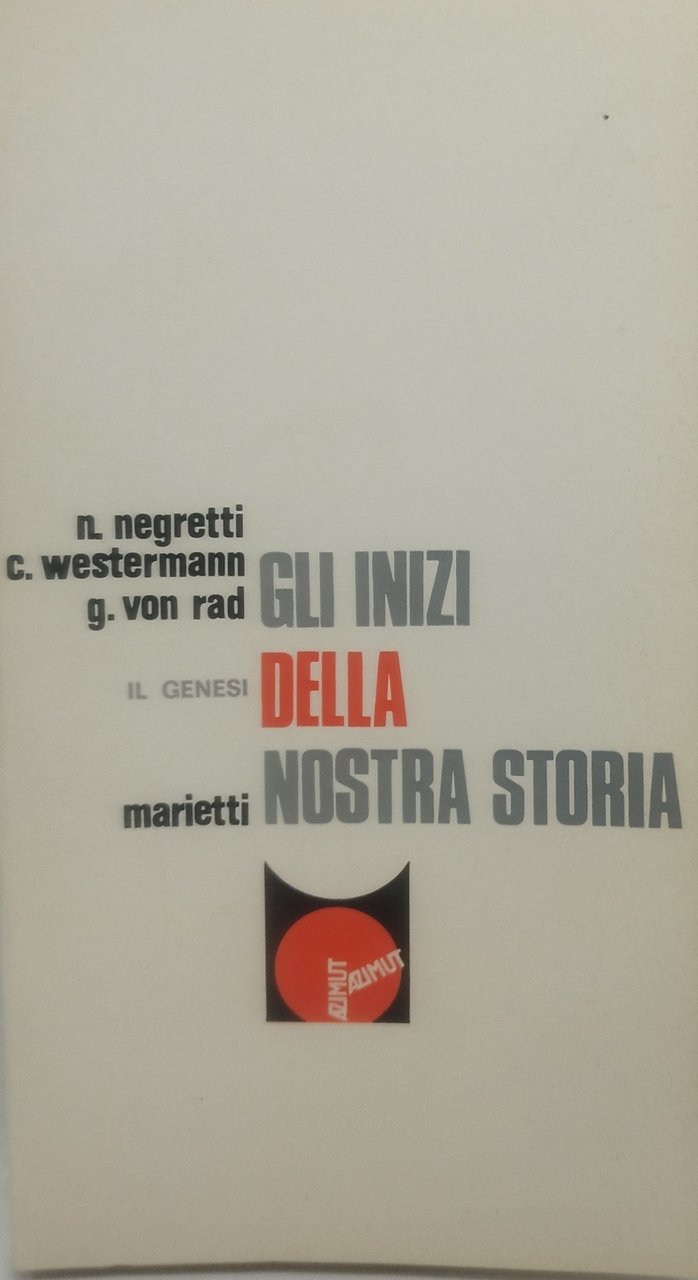 n. negretti
c. westermann
g. von rad
GLI INIZI
IL GENESI
DELLA
marietti
NOSTRA STORIA
AZIMUT
AZIMUT